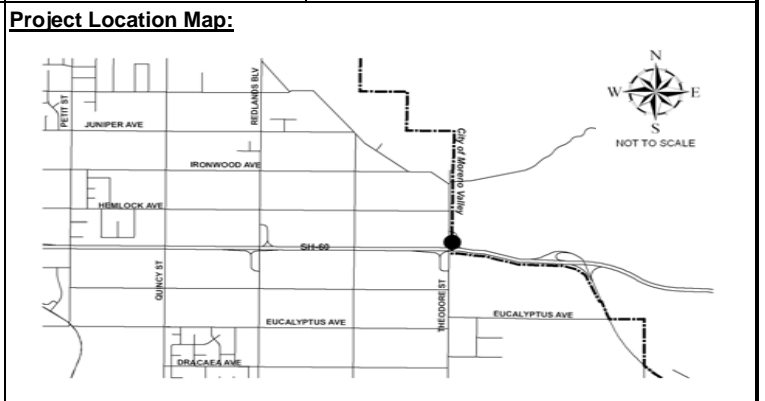 Project Location Map:
PETIT ST
REDLANDS BLV
N
W
E
S
NOT TO SCALE
JUNIPER AVE
City of Moreno Valley
IRONWOOD AVE
HEMLOCK AVE
SH-60
QUINCY ST
THEODORE ST
EUCALYPTUS AVE
EUCALYPTUS AVE
DRACAEA AVE